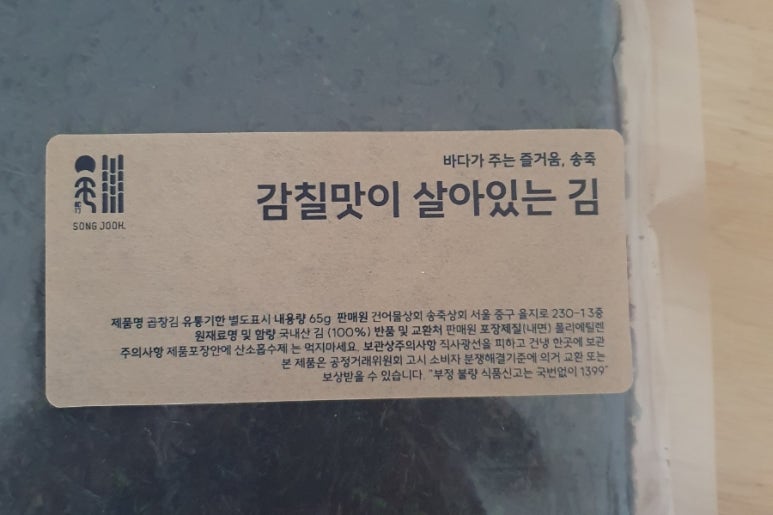 바다가 주는 즐거움, 송죽
감칠맛이 살아있는 김
SONG JOOK.
제품명 곱창김 유통기한 별도표시 내용량 65g 판매원 건어물상회 송죽상회 서울 중구 을지로 230-1 3층
원재료명 및 함량 국내산 김 (100%) 반품 및 교환처 판매원 포장재질(내면) 폴리에틸렌
주의사항 제품포장안에 산소흡수제 는 먹지마세요. 보관상주의사항 직사광선을 피하고 건냉 한곳에 보관
본 제품은 공정거래위원회 고시 소비자 분쟁해결기준에 의거 교환 또는
보상받을 수 있습니다. "부정 불량 식품신고는 국번없이 1399"